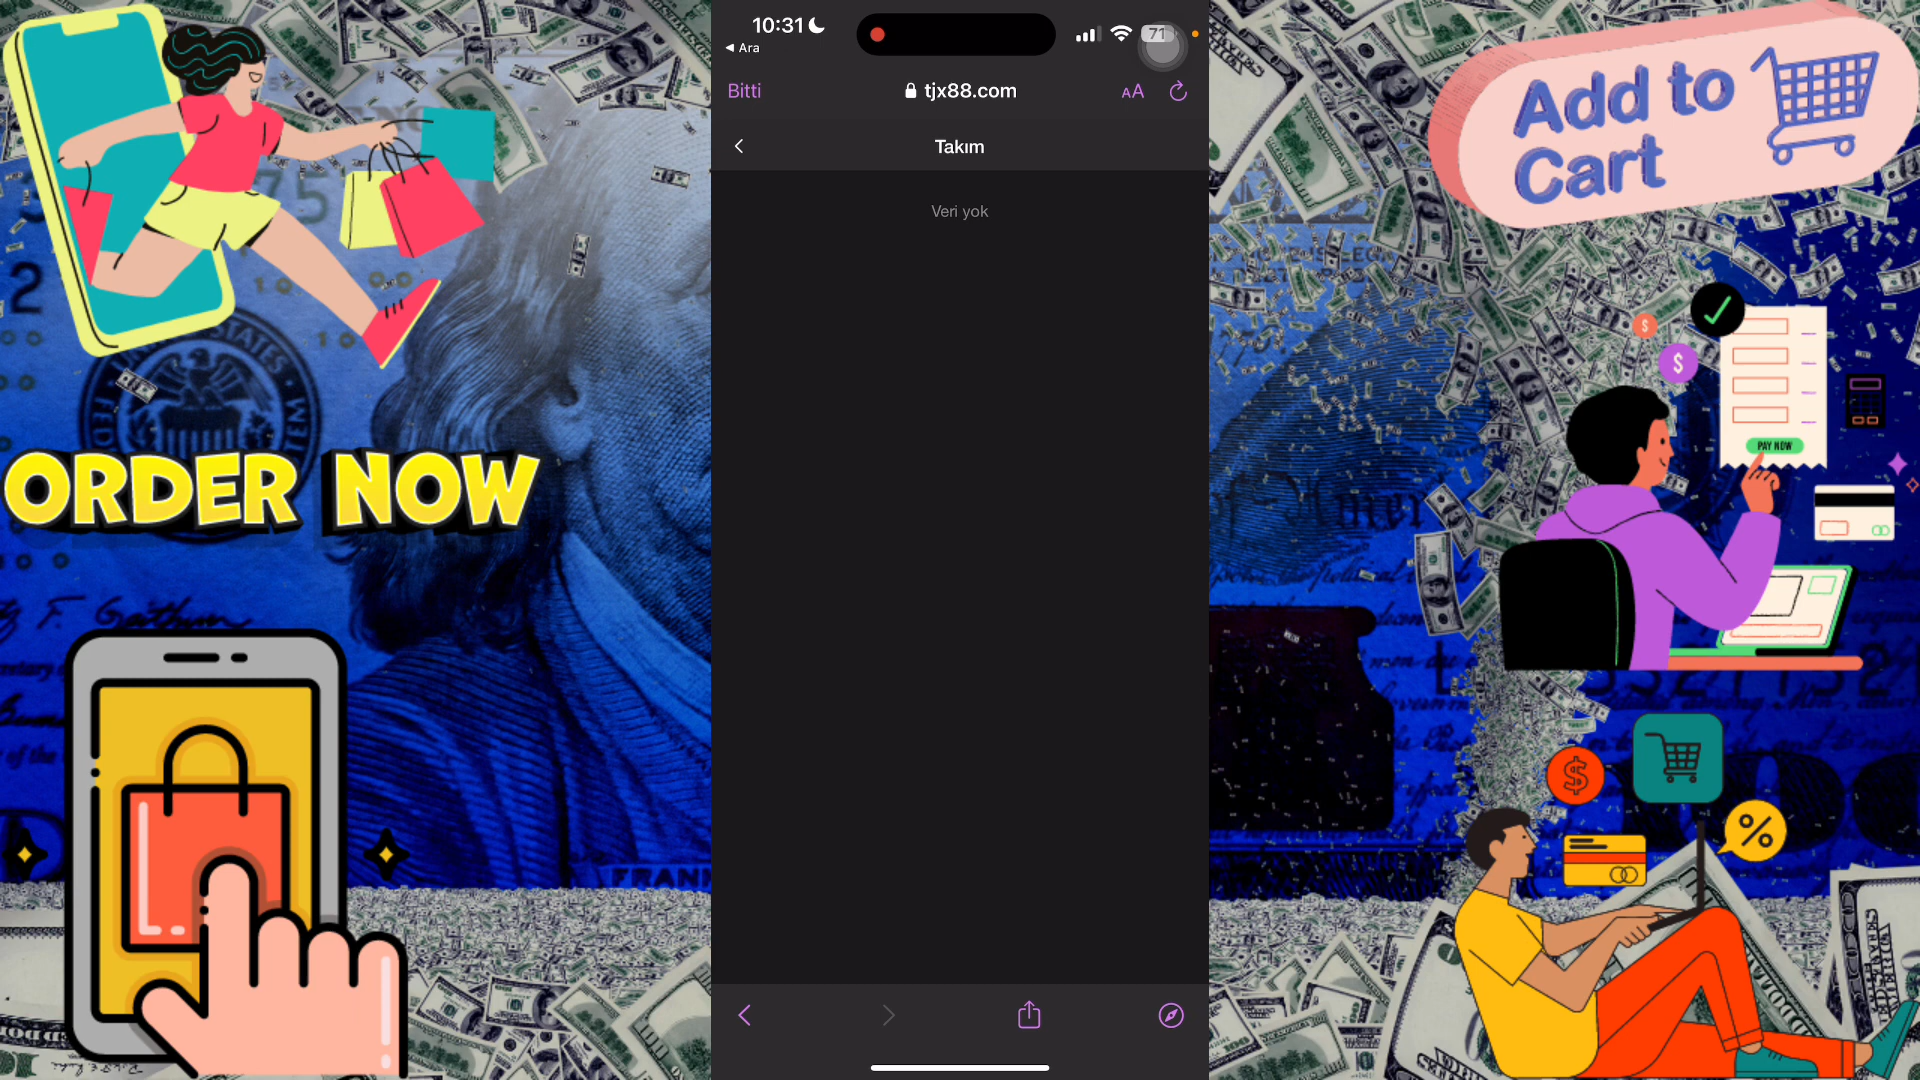 10:31
71
Ara
Bitti
tjx88.com
AA
Takım
Veri yok
ORDER NOW
Add to
Cart
$
$
PAY NOW
$
%